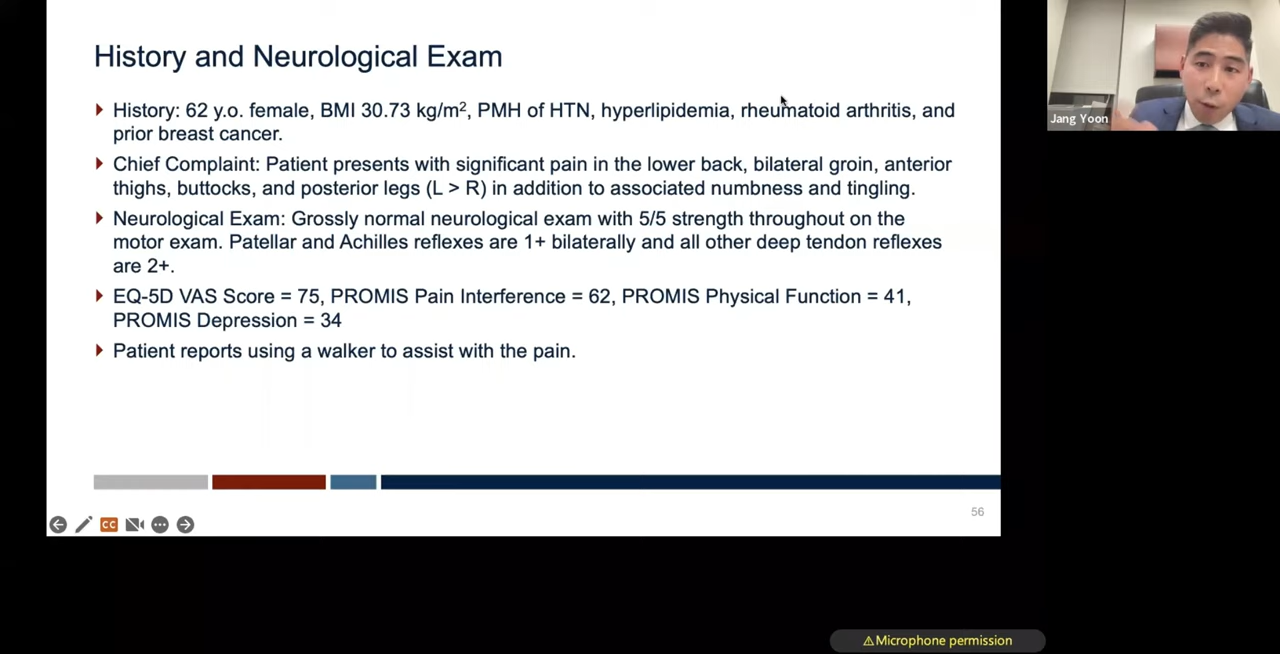 History and Neurological Exam
History: 62 y.o. female, BMI 30.73 kg/m², PMH of HTN, hyperlipidemia, rheumatoid arthritis, and
prior breast cancer.
Chief Complaint: Patient presents with significant pain in the lower back, bilateral groin, anterior
thighs, buttocks, and posterior legs (L > R) in addition to associated numbness and tingling.
Neurological Exam: Grossly normal neurological exam with 5/5 strength throughout on the
motor exam. Patellar and Achilles reflexes are 1+ bilaterally and all other deep tendon reflexes
are 2+.
EQ-5D VAS Score = 75, PROMIS Pain Interference = 62, PROMIS Physical Function = 41,
PROMIS Depression = 34
Patient reports using a walker to assist with the pain.
56
CC
Jang Yoon
Microphone permission